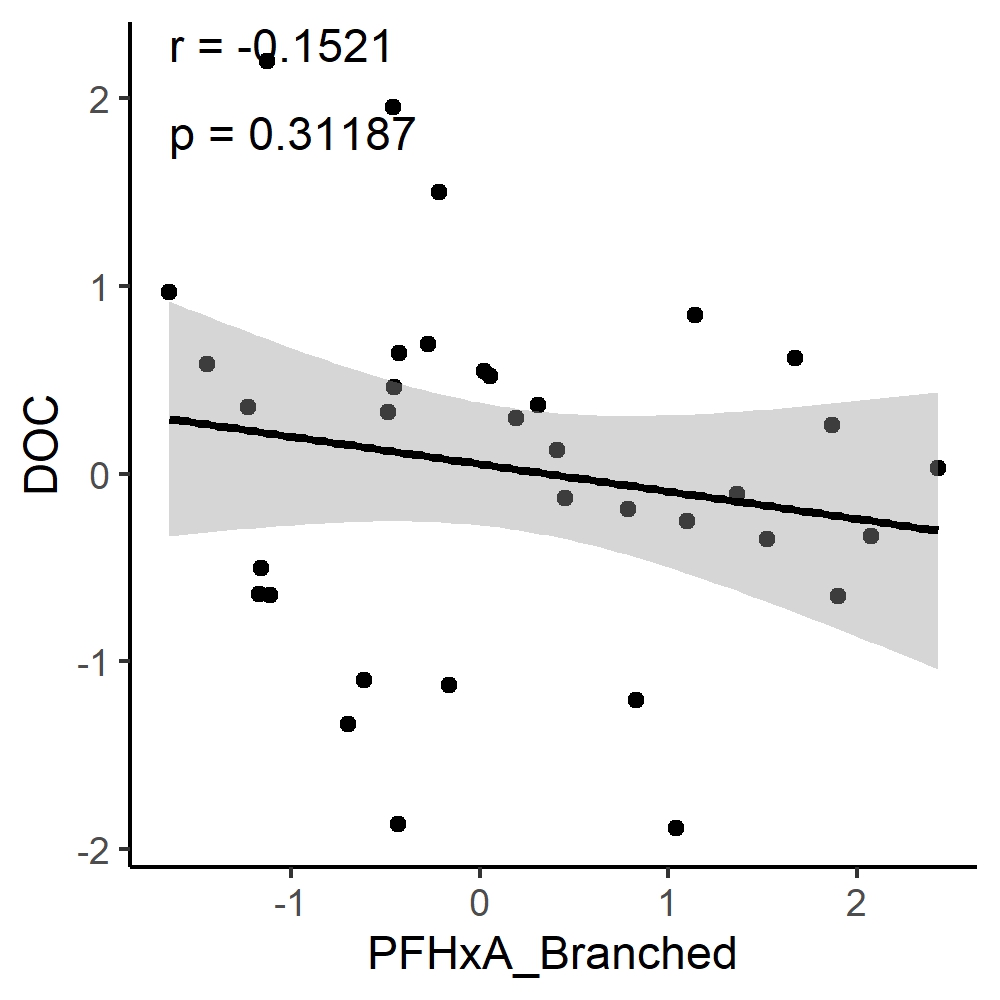 r = -0.1521
p = 0.31187
2
1
0
-1
-2
DOC
-1 0 1 2
PFHxA_Branched